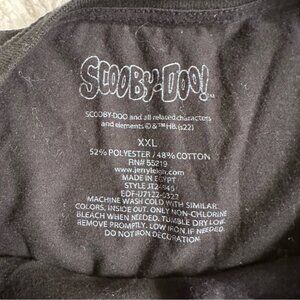 SCOOBY-DOO!
SCOOBY-DOO and all related characters
and elements © & ™ HB. (s22)
XXL
52% POLYESTER / 48% COTTON
RN# 55219
www.jerryleigh.com
MADE IN EGYPT
MACHINE WASH COLD WITH SIMILAR
COLORS, INSIDE OUT. ONLY NON-CHLORINE
BLEACH WHEN NEEDED. TUMBLE DRY LOW.
REMOVE PROMPTLY. LOW IRON IF NEEDED.
DO NOT IRON DECORATION